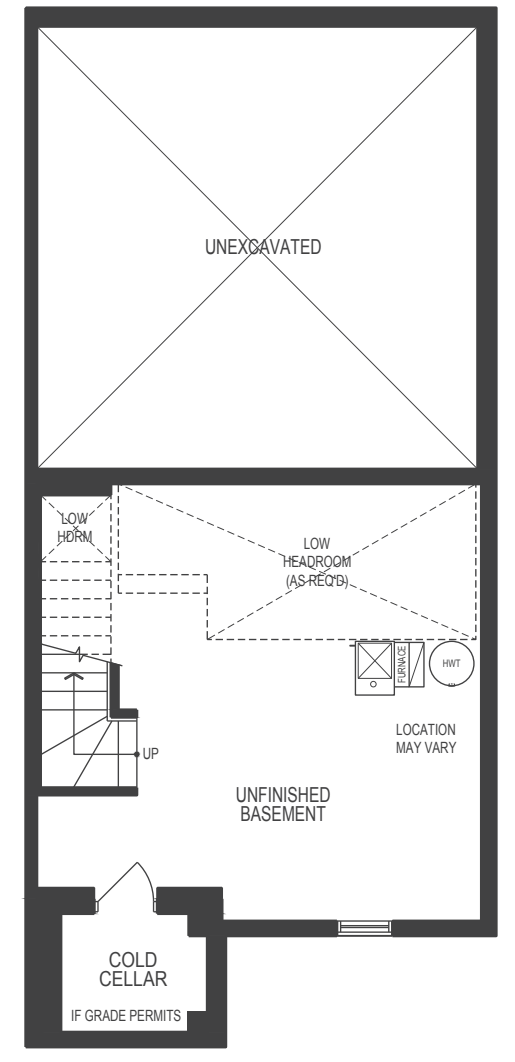 UNEXCAVATED
LOW
HDRM
LOW
HEADROOM
(AS REQ'D)
FURNACE
HWT
LOCATION
MAY VARY
UP
UNFINISHED
BASEMENT
COLD
CELLAR
IF GRADE PERMITS